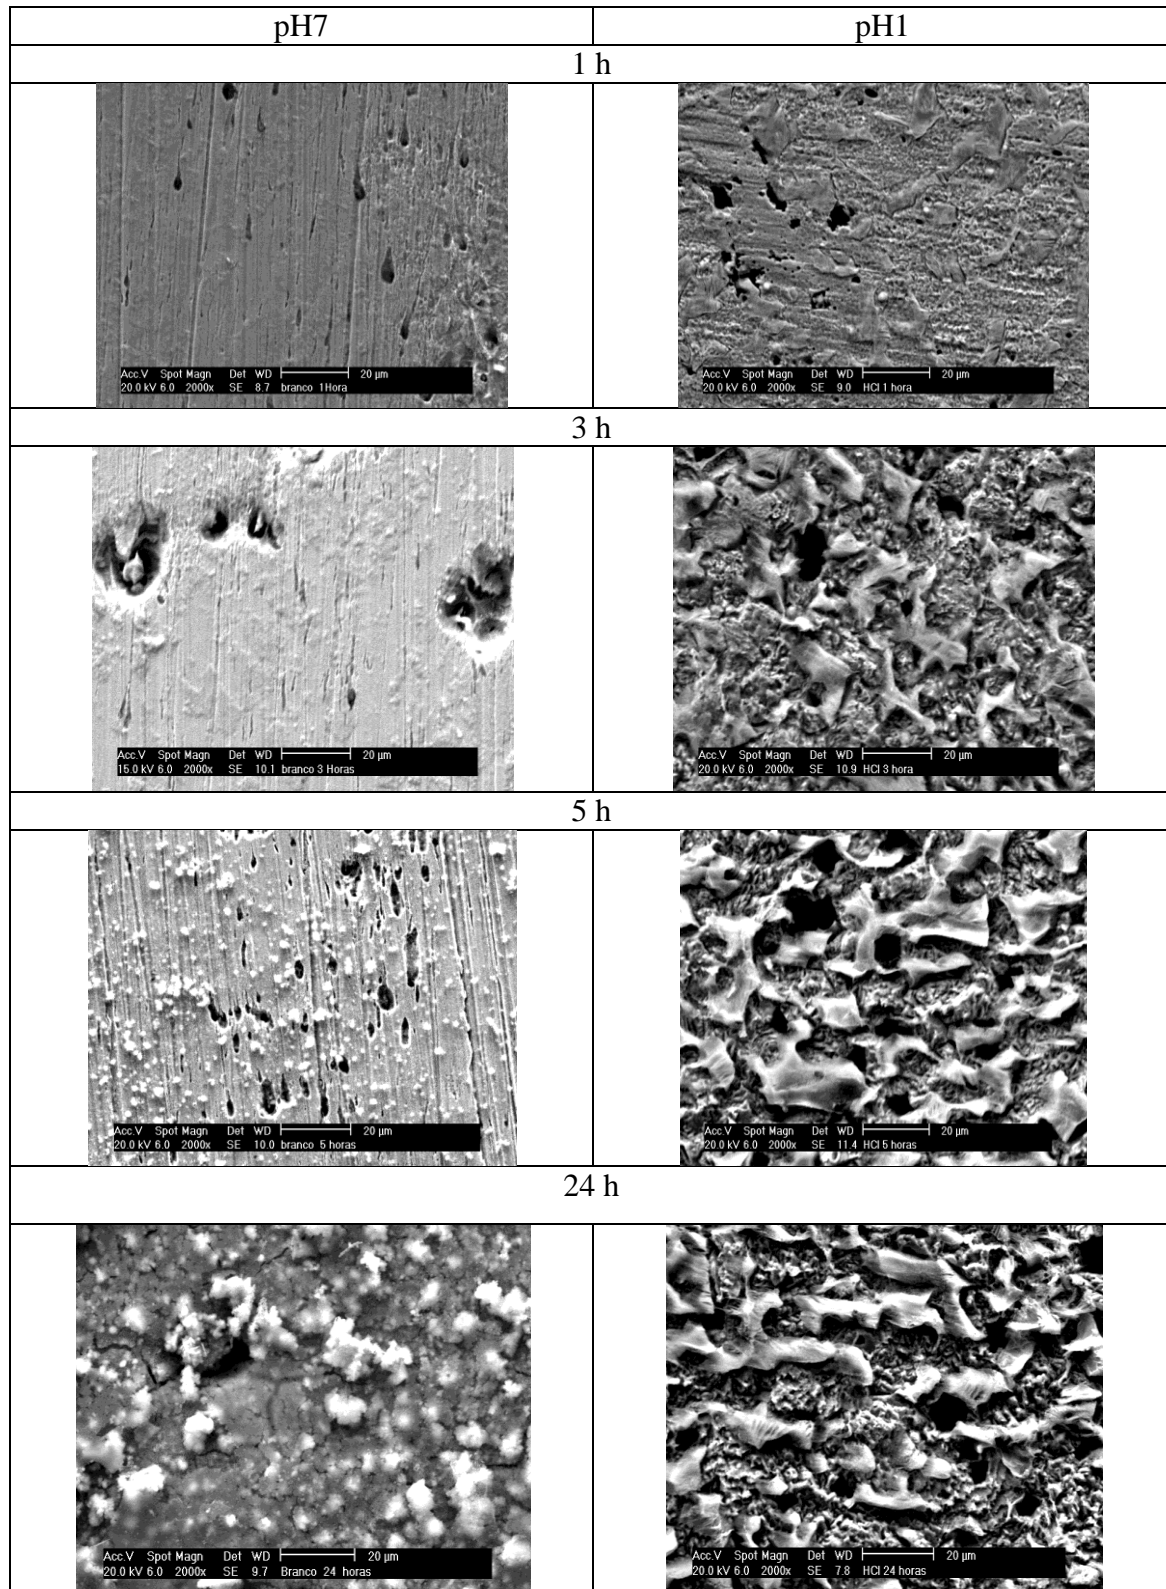 pH7 pH1
1 h
Acc.V Spot Magn Det WD 20 µm
20.0 kV 6.0 2000x SE 8.7 branco 1Hora
Acc.V Spot Magn Det WD 20 µm
20.0 kV 6.0 2000x SE 9.0 HCl 1 hora
3 h
Acc.V Spot Magn Det WD 20 µm
15.0 kV 6.0 2000x SE 10.1 branco 3 Horas
Acc.V Spot Magn Det WD 20 µm
20.0 kV 6.0 2000x SE 10.9 HCl 3 hora
5 h
Acc.V Spot Magn Det WD 20 µm
20.0 kV 6.0 2000x SE 10.0 branco 5 horas
Acc.V Spot Magn Det WD 20 µm
20.0 kV 6.0 2000x SE 11.4 HCl 5 horas
24 h
Acc.V Spot Magn Det WD 20 µm
20.0 kV 6.0 2000x SE 9.7 Branco 24 horas
Acc.V Spot Magn Det WD 20 µm
20.0 kV 6.0 2000x SE 7.8 HCl 24 horas